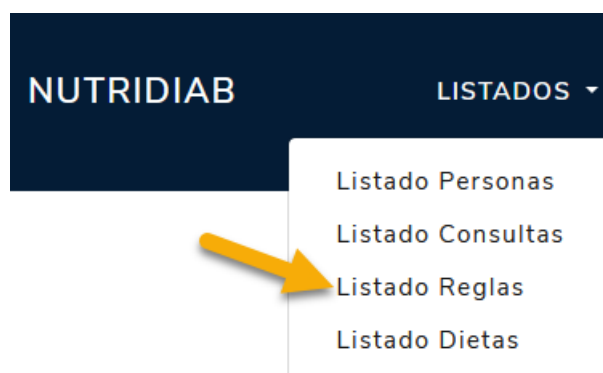 NUTRIDIAB
LISTADOS
Listado Personas
Listado Consultas
Listado Reglas
Listado Dietas